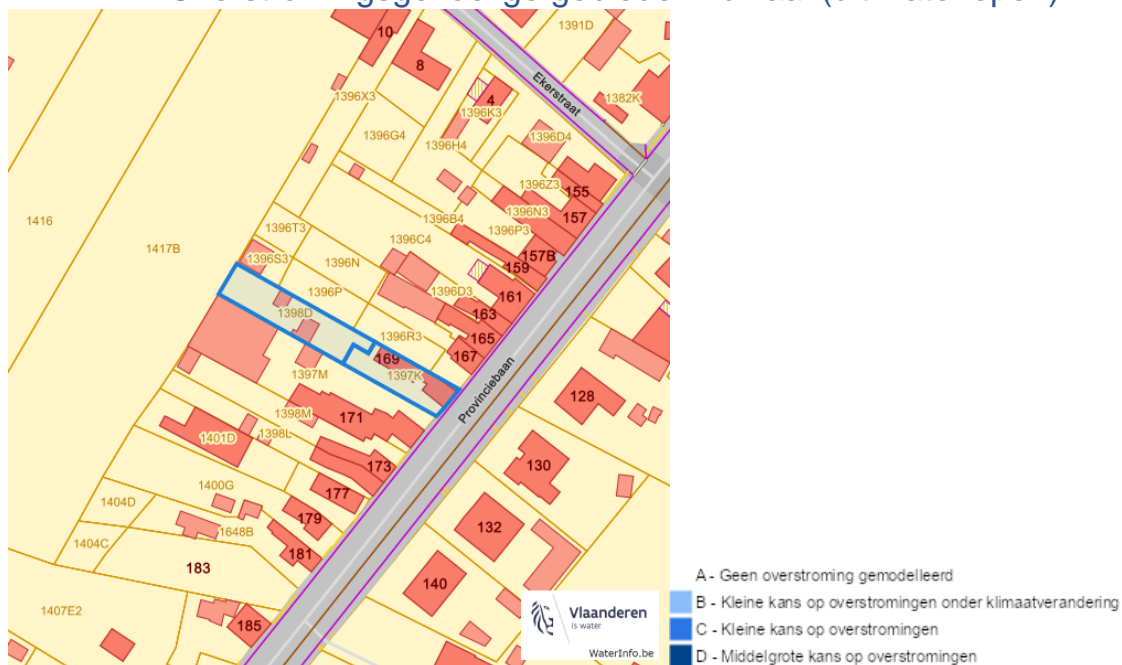 10
8
1391D
Ekerstraat
1382K
1396X3
4
1396K3
1396G4
1396H4
1396D4
1396Z3
155
1396N3
157
1396B4
1396P3
1416
1417B
1396T3
1396C4
157B
159
1396S3
1396N
1396P
1396D3
161
1398D
163
1396R3
165
169
167
1397M
1397K
Provinciebaan
128
1398M
171
1401D
1398L
173
130
1400G
177
1404D
179
132
1648B
1404C
181
183
140
1407E2
185
Vlaanderen
is water
WaterInfo.be
A - Geen overstroming gemodelleerd
B - Kleine kans op overstromingen onder klimaatverandering
C - Kleine kans op overstromingen
D - Middelgrote kans op overstromingen